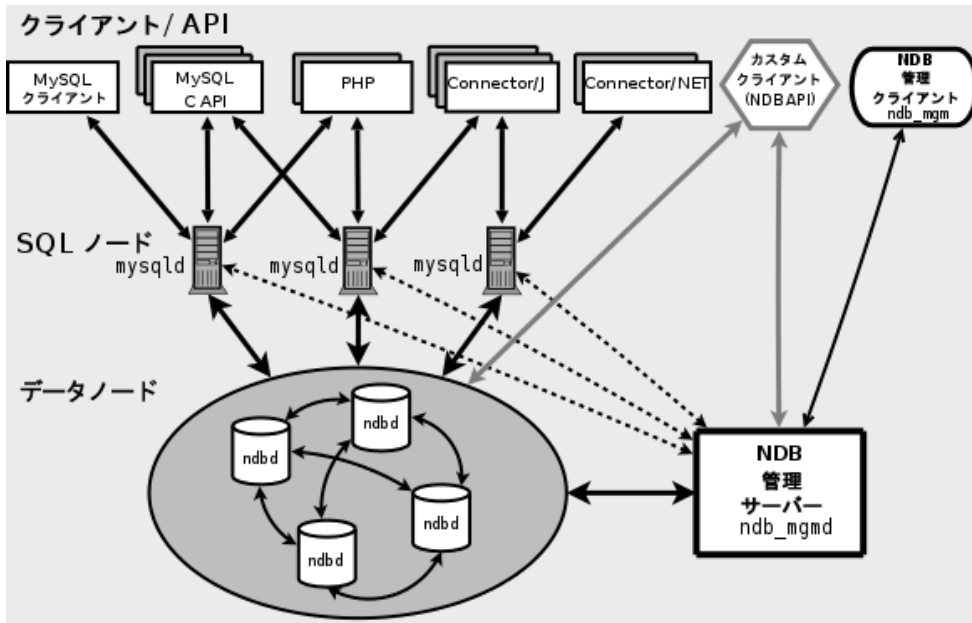 クライアント/ API
MySQL
クライアント
MySQL
C API
PHP
Connector/J
Connector/NET
カスタム
クライアント
(NDBAPI)
NDB
管理
クライアント
ndb_mgm
SQL ノード
mysqld
mysqld
mysqld
データノード
ndbd
ndbd
ndbd
ndbd
NDB
管理
サーバー
ndb_mgmd